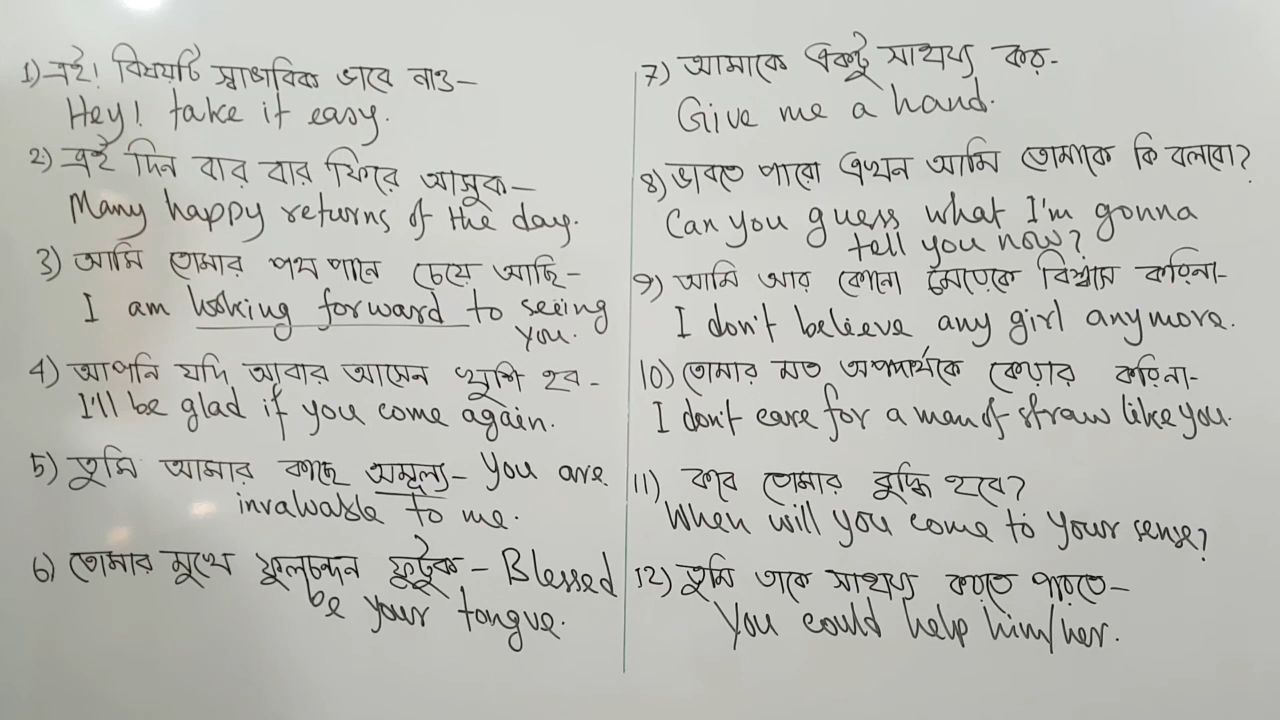 1) এই! বিষয়টি স্বাভাবিক ভাবে নাও–
Hey! take it easy.
2) এই দিন বার বার ফিরে আসুক–
Many happy returns of the day.
3) আমি তোমার পথ পানে চেয়ে আছি–
I am looking forward to seeing
you.
4) আপনি যদি আবার আসেন খুশি হব-
I'll be glad if you come again.
5) তুমি আমার কাছে অমূল্য– You are
invaluable to me.
6) তোমার মুখে ফুলচন্দন ফুটুক – Blessed
be your tongue.
7) আমাকে একটু সাথায্য কর-
Give me a hand.
8) ভাবতে পারো এখন আমি তোমাকে কি বলবো?
Can you guess what I'm gonna
tell you now?
9) আমি আর কোনো মেয়েকে বিশ্বাস করিনা-
I don't believe any girl anymore.
10) তোমার মত অপদার্থকে কেয়ার করিনা-
I don't care for a man of straw like you.
11) কবে তোমার বুদ্ধি হবে?
When will you come to your sense?
12) তুমি তাকে সাথায্য করতে পারতে–
You could help him/her.